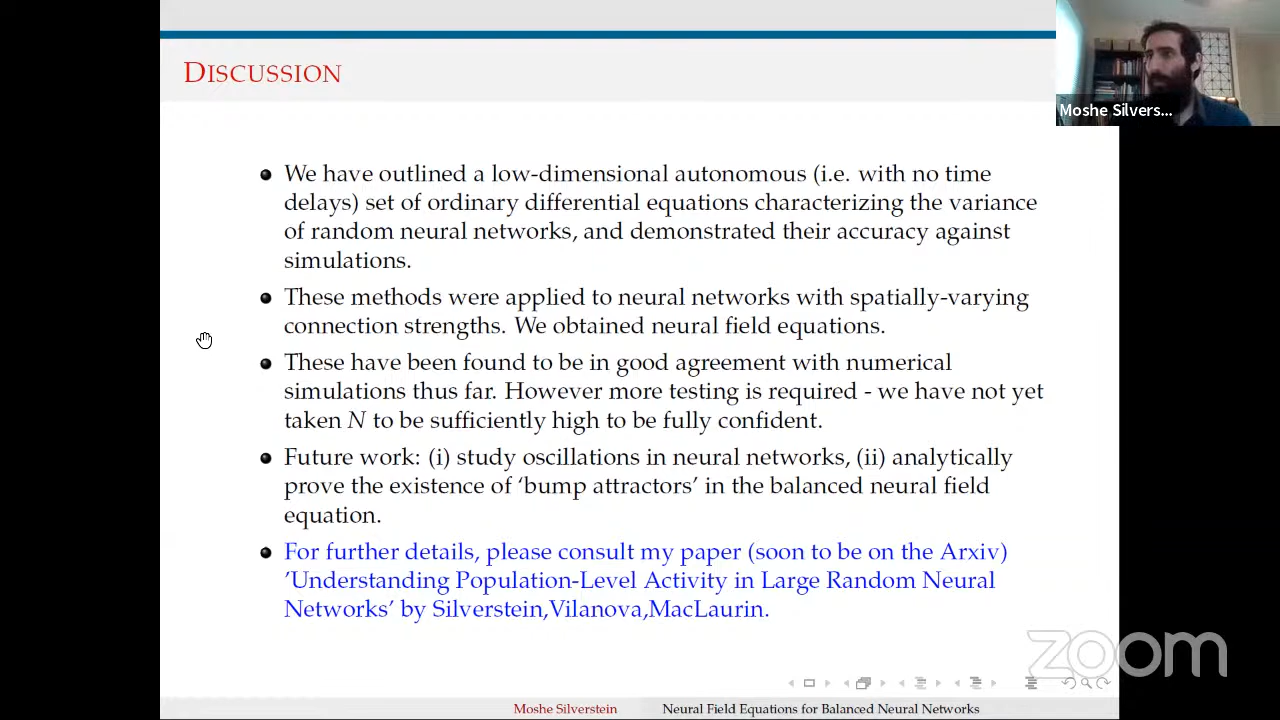 DISCUSSION
Moshe Silvers...
We have outlined a low-dimensional autonomous (i.e. with no time
delays) set of ordinary differential equations characterizing the variance
of random neural networks, and demonstrated their accuracy against
simulations.
These methods were applied to neural networks with spatially-varying
connection strengths. We obtained neural field equations.
These have been found to be in good agreement with numerical
simulations thus far. However more testing is required - we have not yet
taken N to be sufficiently high to be fully confident.
Future work: (i) study oscillations in neural networks, (ii) analytically
prove the existence of ‘bump attractors’ in the balanced neural field
equation.
For further details, please consult my paper (soon to be on the Arxiv)
’Understanding Population-Level Activity in Large Random Neural
Networks’ by Silverstein,Vilanova,MacLaurin.
zoom
Moshe Silverstein Neural Field Equations for Balanced Neural Networks